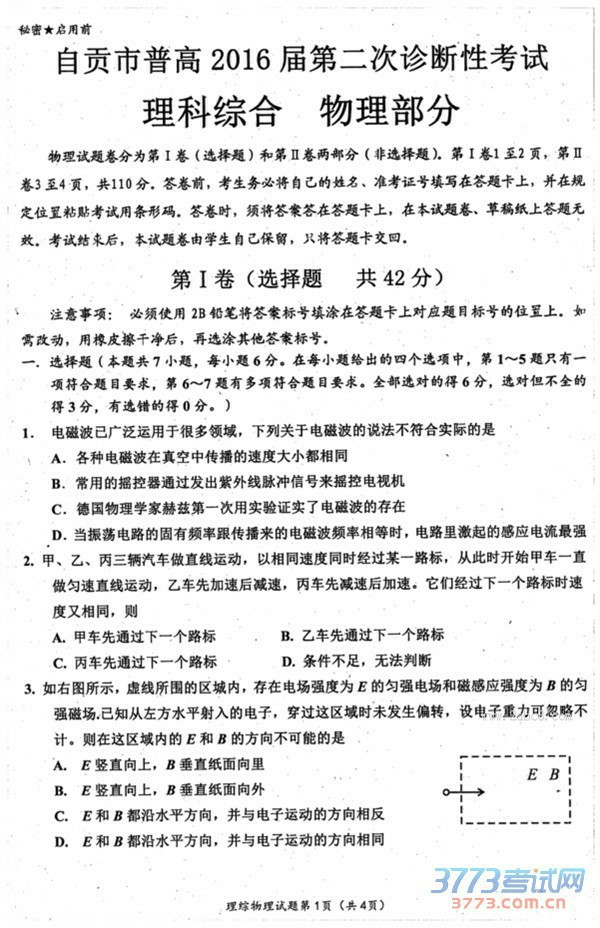 秘密★启用前
自贡市普高 2016 届第二次诊断性考试
理科综合 物理部分
物理试题卷分为第Ⅰ卷（选择题）和第Ⅱ卷两部分（非选择题）。第Ⅰ卷1至2页，第Ⅱ
卷3至4页，共110分。答卷前，考生务必将自己的姓名、准考证号填写在答题卡上，并在规
定位置粘贴考试用条形码。答卷时，须将答案答在答题卡上，在本试题卷、草稿纸上答题无
效。考试结束后，本试题卷由学生自己保留，只将答题卡交回。
第Ⅰ卷（选择题 共 42 分）
注意事项： 必须使用 2B 铅笔将答案标号填涂在答题卡上对应题目标号的位置上。如
需改动，用橡皮擦干净后，再选涂其他答案标号。
一．选择题（本题共 7 小题，每小题 6 分。在每小题给出的四个选项中，第 1～5 题只有一
项符合题目要求，第 6～7 题有多项符合题目要求。全部选对的得 6 分，选对但不全的
得 3 分，有选错的得 0 分。）
1． 电磁波已广泛运用于很多领域，下列关于电磁波的说法不符合实际的是
A．各种电磁波在真空中传播的速度大小都相同
B．常用的摇控器通过发出紫外线脉冲信号来摇控电视机
C．德国物理学家赫兹第一次用实验证实了电磁波的存在
D．当振荡电路的固有频率跟传播来的电磁波频率相等时，电路里激起的感应电流最强
2．甲、乙、丙三辆汽车做直线运动，以相同速度同时经过某一路标，从此时开始甲车一直
做匀速直线运动，乙车先加速后减速，丙车先减速后加速。它们经过下一个路标时速
度又相同，则
A. 甲车先通过下一个路标 B. 乙车先通过下一个路标
C. 丙车先通过下一个路标 D. 条件不足，无法判断
3．如右图所示，虚线所围的区城内，存在电场强度为 E 的匀强电场和磁感应强度为 B 的匀
强磁场.已知从左方水平射入的电子，穿过这区域时未发生偏转，设电子重力可忽略不
计。则在这区域内的 E 和 B 的方向不可能的是
A． E 竖直向上，B 垂直纸面向里
B． E 竖直向上，B 垂直纸面向外
C． E 和 B 都沿水平方向，并与电子运动的方向相反
D． E 和 B 都沿水平方向，并与电子运动的方向相同
E B
理综物理试题第1页（共4页）
3773考试网
www.3773.com.cn